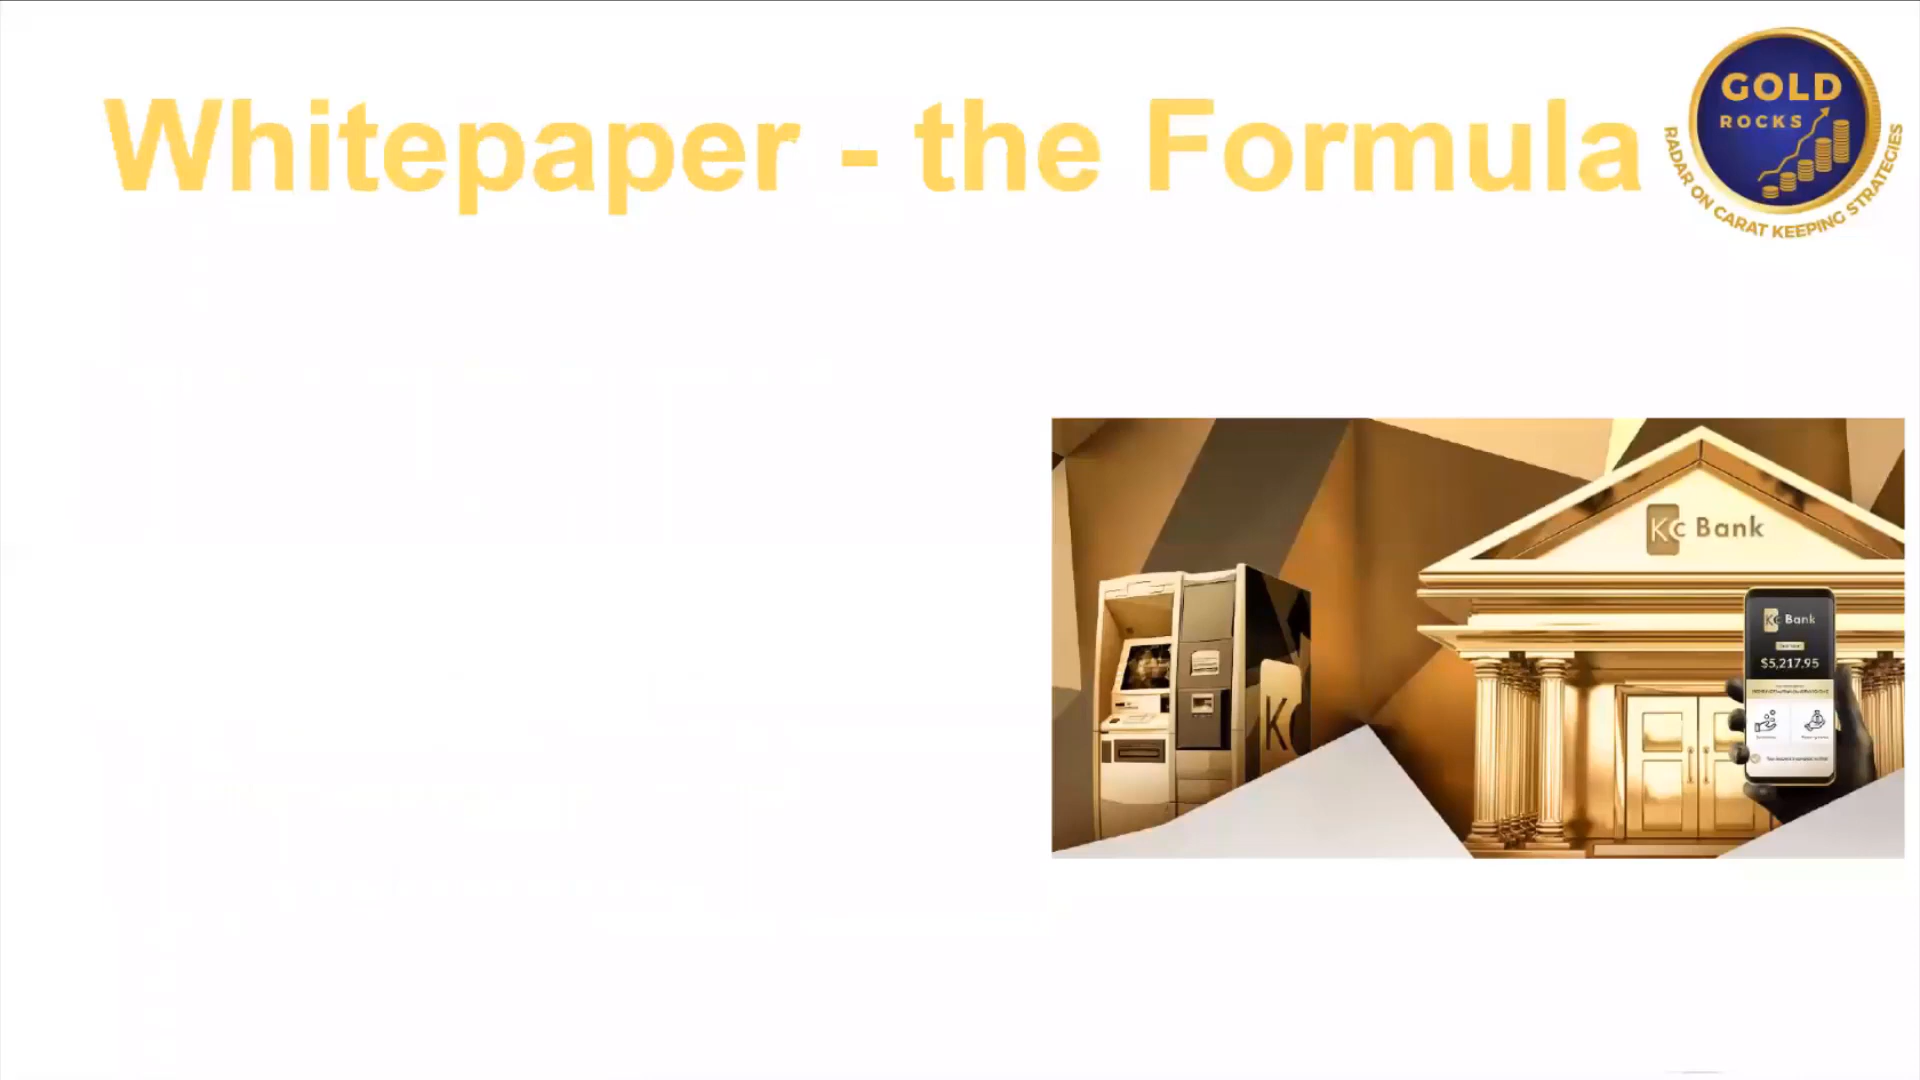 Whitepaper - the Formula
GOLD
ROCKS
RADAR ON CARAT KEEPING STRATEGIES
Kc Bank
Kc Bank
$5,217.95
K